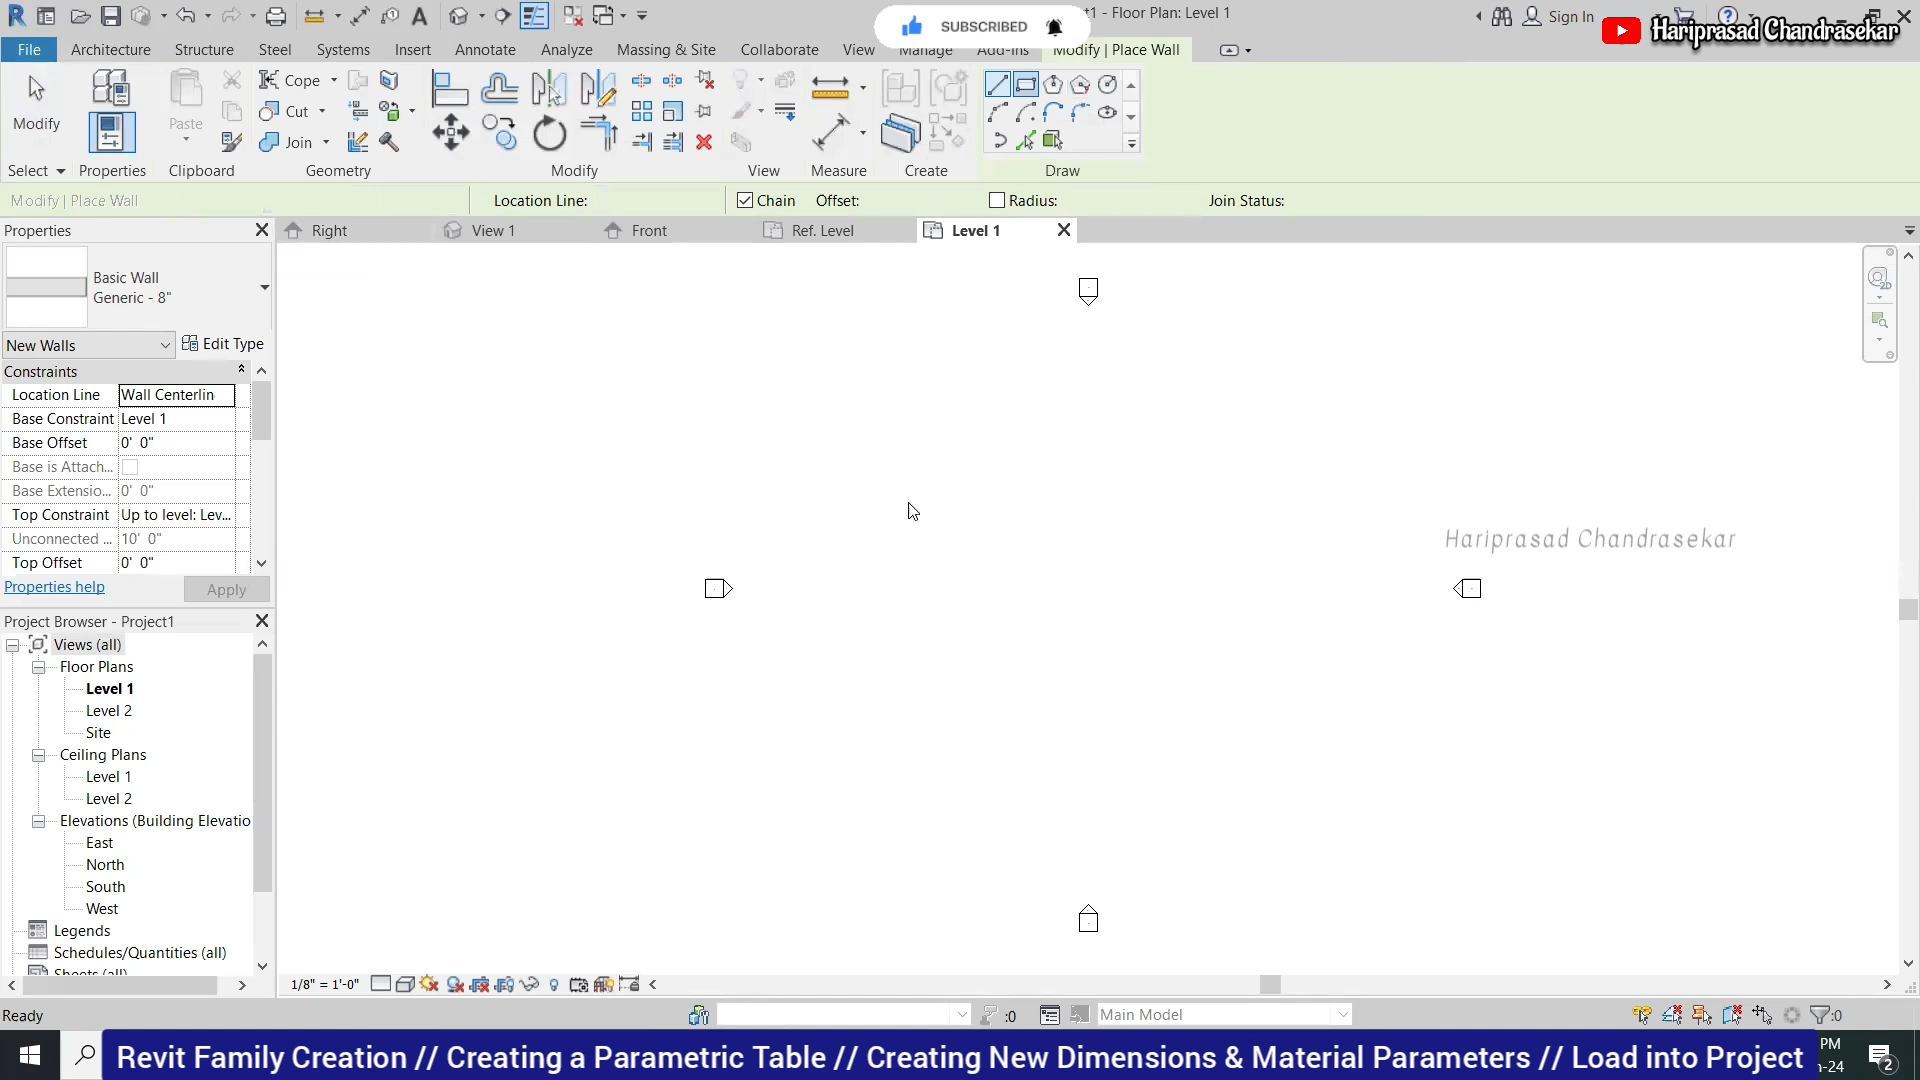 t1 - Floor Plan: Level 1
Sign In
SUBSCRIBED
Hariprasad Chandrasekar
File
Architecture
Structure
Steel
Systems
Insert
Annotate
Analyze
Massing & Site
Collaborate
View
Manage
Add-Ins
Modify | Place Wall
Modify
Paste
Cope
Cut
Join
Select
Properties
Clipboard
Geometry
Modify
View
Measure
Create
Draw
Modify | Place Wall
Location Line:
Chain
Offset:
Radius:
Join Status:
Properties
Right
View 1
Front
Ref. Level
Level 1
Basic Wall
Generic - 8"
2D
New Walls
Edit Type
Constraints
Location Line Wall Centerlin
Base Constraint Level 1
Base Offset 0' 0"
Base is Attach...
Base Extensio... 0' 0"
Top Constraint Up to level: Lev...
Unconnected ... 10' 0"
Top Offset 0' 0"
Properties help
Apply
Hariprasad Chandrasekar
Project Browser - Project1
Views (all)
Floor Plans
Level 1
Level 2
Site
Ceiling Plans
Level 1
Level 2
Elevations (Building Elevatio
East
North
South
West
Legends
Schedules/Quantities (all)
Sheets (all)
1/8" = 1'-0"
Ready
:0
Main Model
:0
Revit Family Creation // Creating a Parametric Table // Creating New Dimensions & Material Parameters // Load into Project
PM
-24
2